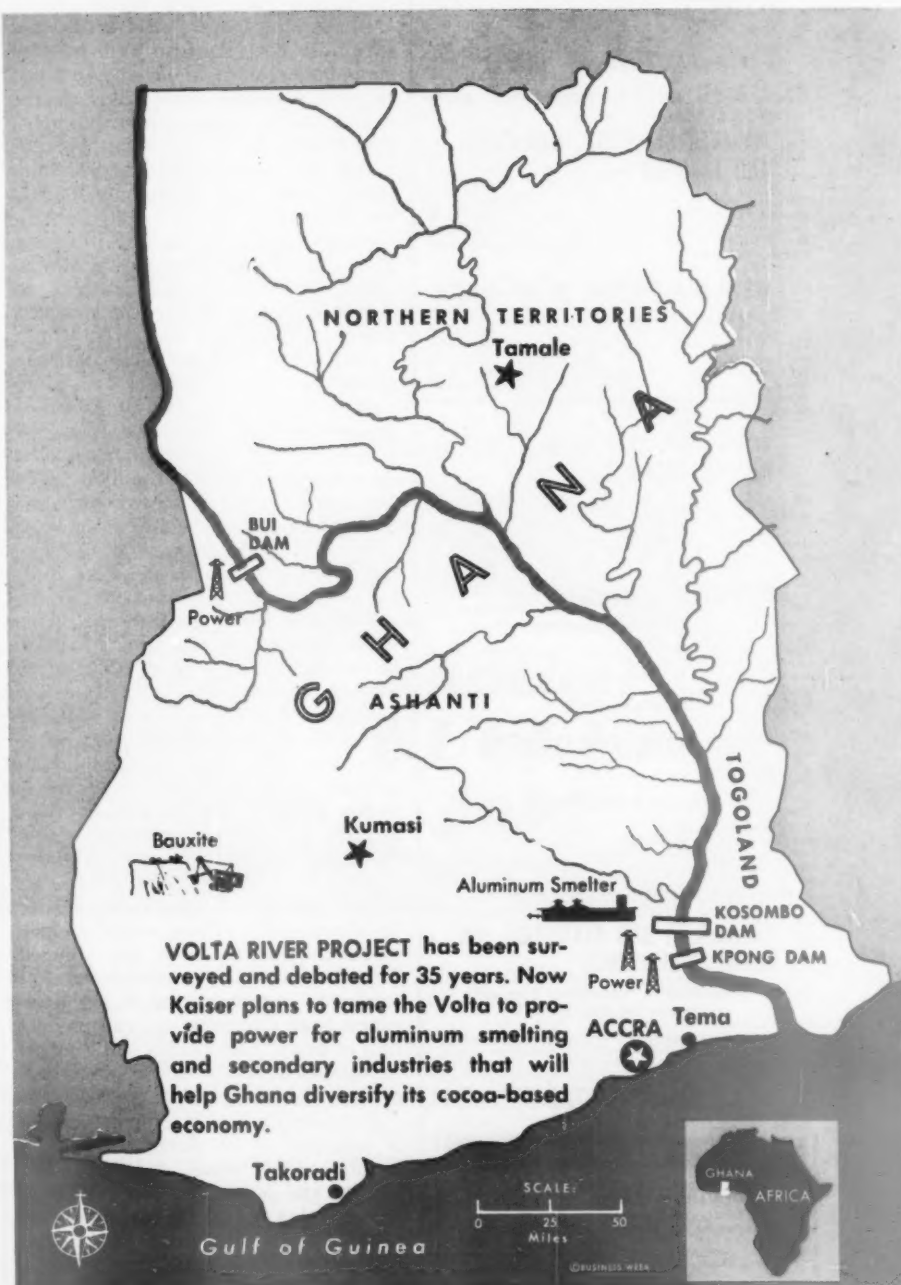 NORTHERN TERRITORIES
Tamale
GHANA
BUI
DAM
Power
ASHANTI
TOGOLAND
Kumasi
Bauxite
Aluminum Smelter
KOSOMBO
DAM
KPONG DAM
Power
VOLTA RIVER PROJECT has been sur-
veyed and debated for 35 years. Now
Kaiser plans to tame the Volta to pro-
vide power for aluminum smelting
and secondary industries that will
help Ghana diversify its cocoa-based
economy.
ACCRA
Tema
Takoradi
SCALE:
0 25 50
Miles
Gulf of Guinea
©BUSINESS WEEK
GHANA
AFRICA